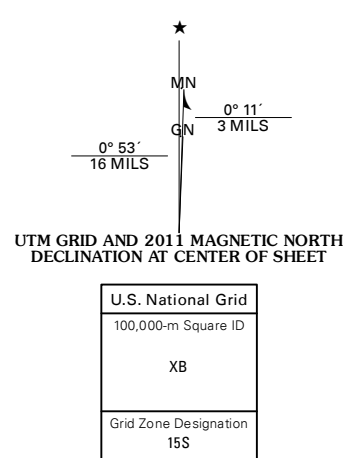 ★
MN
0° 11´
3 MILS
GN
0° 53´
16 MILS
UTM GRID AND 2011 MAGNETIC NORTH
DECLINATION AT CENTER OF SHEET
U.S. National Grid
100,000-m Square ID
XB
Grid Zone Designation
15S